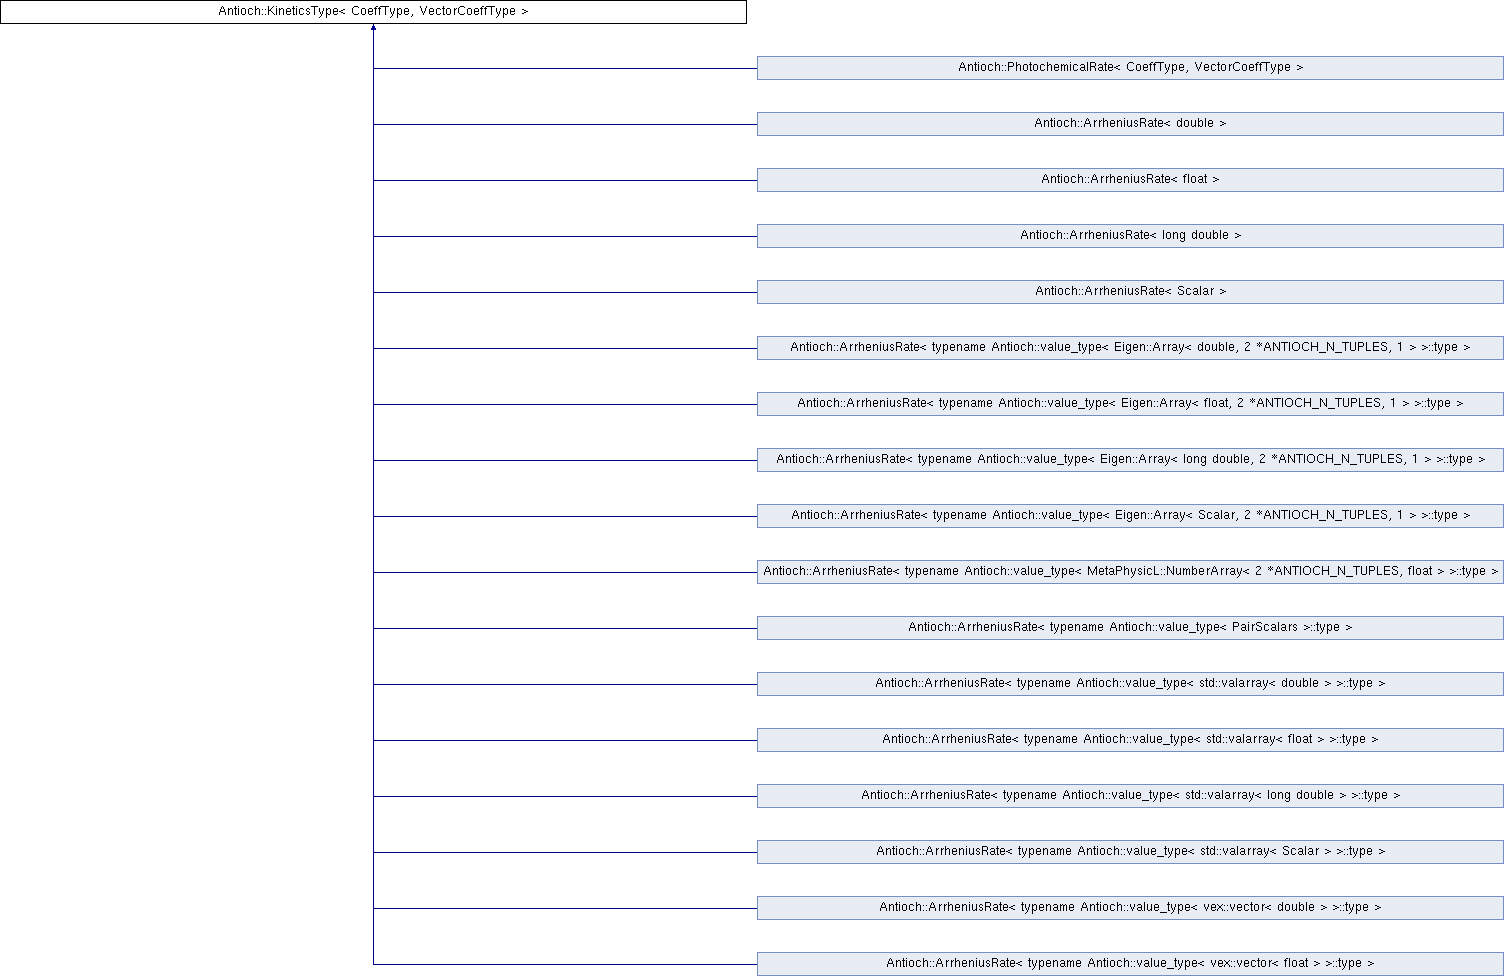 Antioch::KineticsType< CoeffType, VectorCoeffType >
Antioch::PhotochemicalRate< CoeffType, VectorCoeffType >
Antioch::ArrheniusRate< double >
Antioch::ArrheniusRate< float >
Antioch::ArrheniusRate< long double >
Antioch::ArrheniusRate< Scalar >
Antioch::ArrheniusRate< typename Antioch::value_type< Eigen::Array< double, 2 *ANTIOCH_N_TUPLES, 1 > >::type >
Antioch::ArrheniusRate< typename Antioch::value_type< Eigen::Array< float, 2 *ANTIOCH_N_TUPLES, 1 > >::type >
Antioch::ArrheniusRate< typename Antioch::value_type< Eigen::Array< long double, 2 *ANTIOCH_N_TUPLES, 1 > >::type >
Antioch::ArrheniusRate< typename Antioch::value_type< Eigen::Array< Scalar, 2 *ANTIOCH_N_TUPLES, 1 > >::type >
Antioch::ArrheniusRate< typename Antioch::value_type< MetaPhysicL::NumberArray< 2 *ANTIOCH_N_TUPLES, float > >::type >
Antioch::ArrheniusRate< typename Antioch::value_type< PairScalars >::type >
Antioch::ArrheniusRate< typename Antioch::value_type< std::valarray< double > >::type >
Antioch::ArrheniusRate< typename Antioch::value_type< std::valarray< float > >::type >
Antioch::ArrheniusRate< typename Antioch::value_type< std::valarray< long double > >::type >
Antioch::ArrheniusRate< typename Antioch::value_type< std::valarray< Scalar > >::type >
Antioch::ArrheniusRate< typename Antioch::value_type< vex::vector< double > >::type >
Antioch::ArrheniusRate< typename Antioch::value_type< vex::vector< float > >::type >